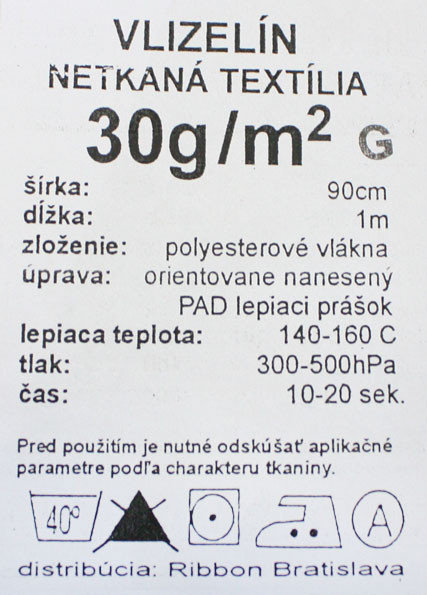 VLIZELÍN
NETKANÁ TEXTÍLIA
30g/m² G
šírka: 90cm
dĺžka: 1m
zloženie: polyesterové vlákna
úprava: orientovane nanesený
PAD lepiaci prášok
lepiaca teplota: 140-160 C
tlak: 300-500hPa
čas: 10-20 sek.
Pred použitím je nutné odskúšať aplikačné
parametre podľa charakteru tkaniny.
40° A
distribúcia: Ribbon Bratislava